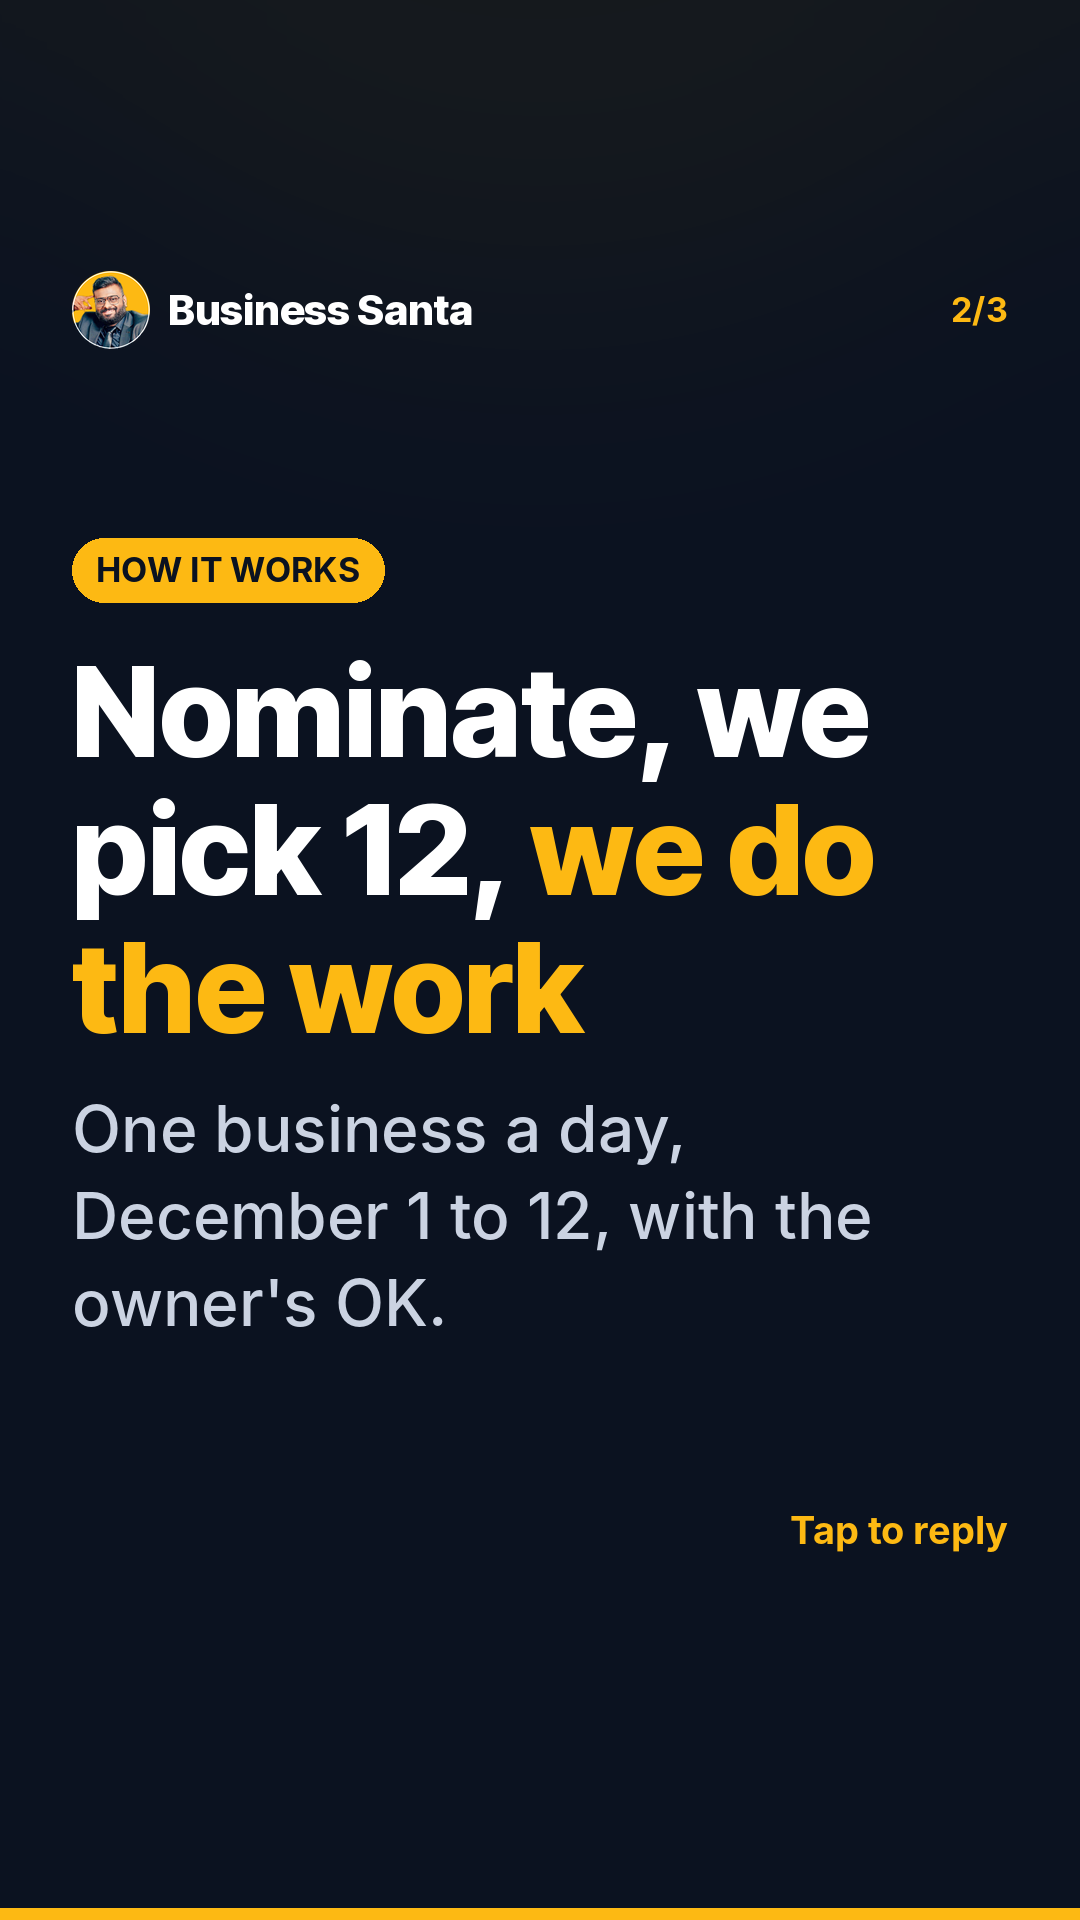 Business Santa
2/3
HOW IT WORKS
Nominate, we
pick 12, we do
the work
One business a day,
December 1 to 12, with the
owner's OK.
Tap to reply